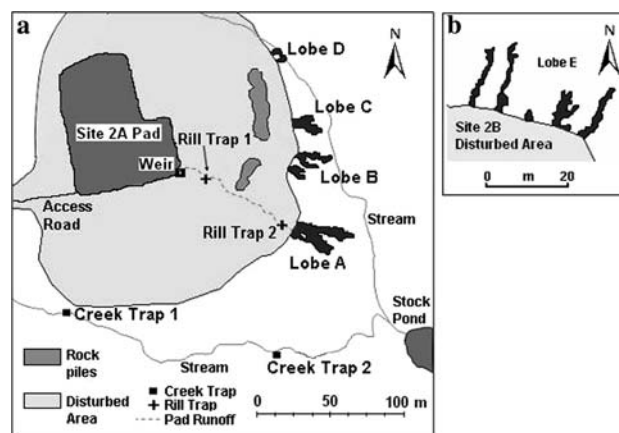 a
N
Lobe D
Lobe C
Site 2A Pad
Rill Trap 1
Weir
Lobe B
Access
Road
Rill Trap 2
Stream
Lobe A
Creek Trap 1
Stock
Pond
Rock
piles
Stream
Creek Trap 2
Disturbed
Area
Creek Trap
Rill Trap
Pad Runoff
0 50 100 m
b
N
Lobe E
Site 2B
Disturbed Area
0 m 20